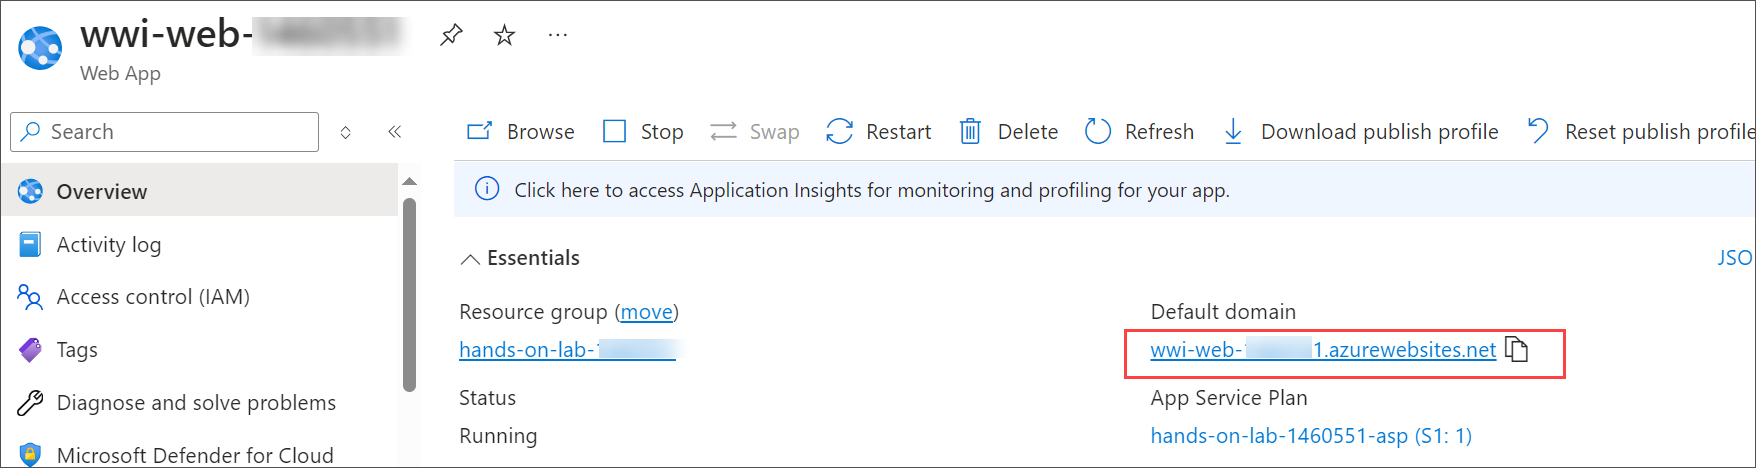 wwi-web-
Web App
Search
Browse
Stop
Swap
Restart
Delete
Refresh
Download publish profile
Reset publish profile
Overview
Click here to access Application Insights for monitoring and profiling for your app.
Activity log
Essentials
JSO
Access control (IAM)
Resource group (move)
Default domain
Tags
hands-on-lab-
wwi-web- 1.azurewebsites.net
Status
App Service Plan
Diagnose and solve problems
Running
hands-on-lab-1460551-asp (S1: 1)
Microsoft Defender for Cloud